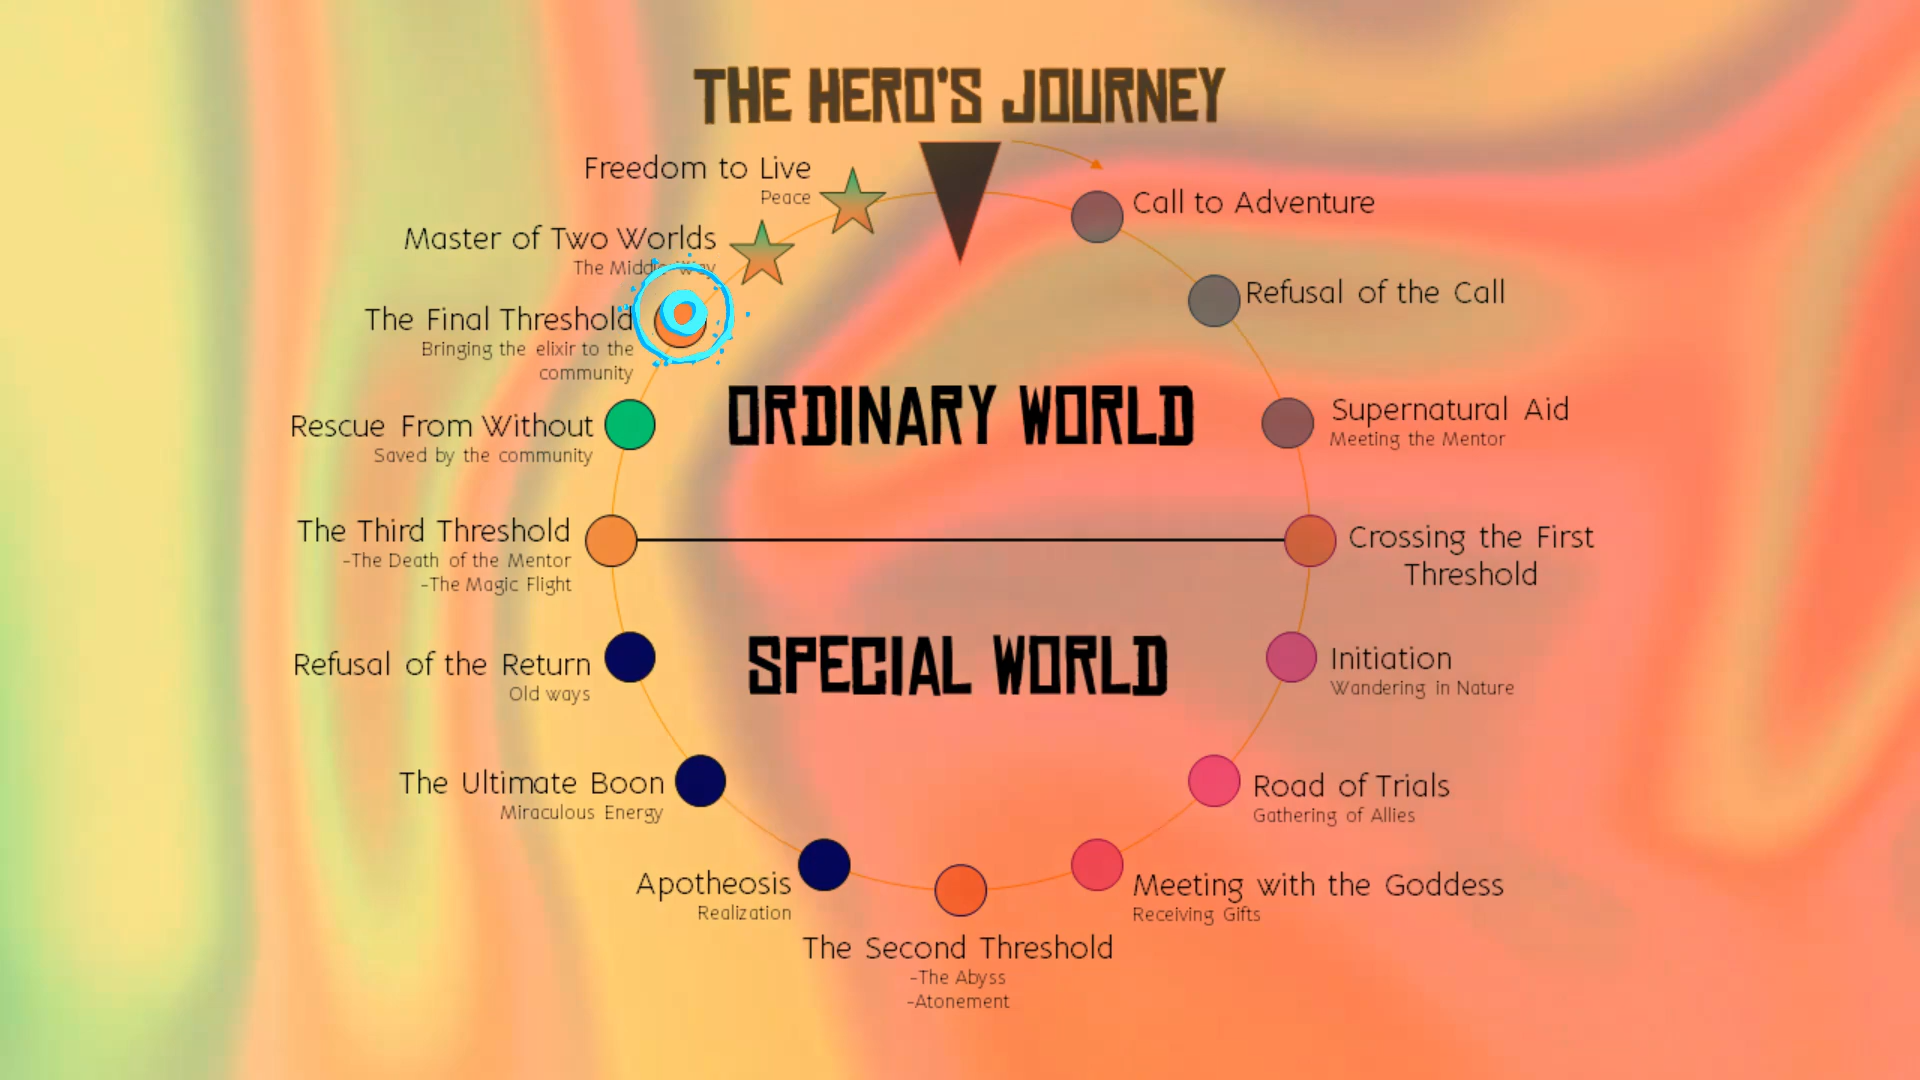 THE HERO'S JOURNEY
Call to Adventure
Refusal of the Call
Supernatural Aid
Meeting the Mentor
Crossing the First
Threshold
Initiation
Wandering in Nature
Road of Trials
Gathering of Allies
Meeting with the Goddess
Receiving Gifts
The Second Threshold
-The Abyss
-Atonement
Apotheosis
Realization
The Ultimate Boon
Miraculous Energy
Refusal of the Return
Old ways
The Third Threshold
-The Death of the Mentor
-The Magic Flight
Rescue From Without
Saved by the community
The Final Threshold
Bringing the elixir to the
community
Master of Two Worlds
The Middle Way
Freedom to Live
Peace
ORDINARY WORLD
SPECIAL WORLD